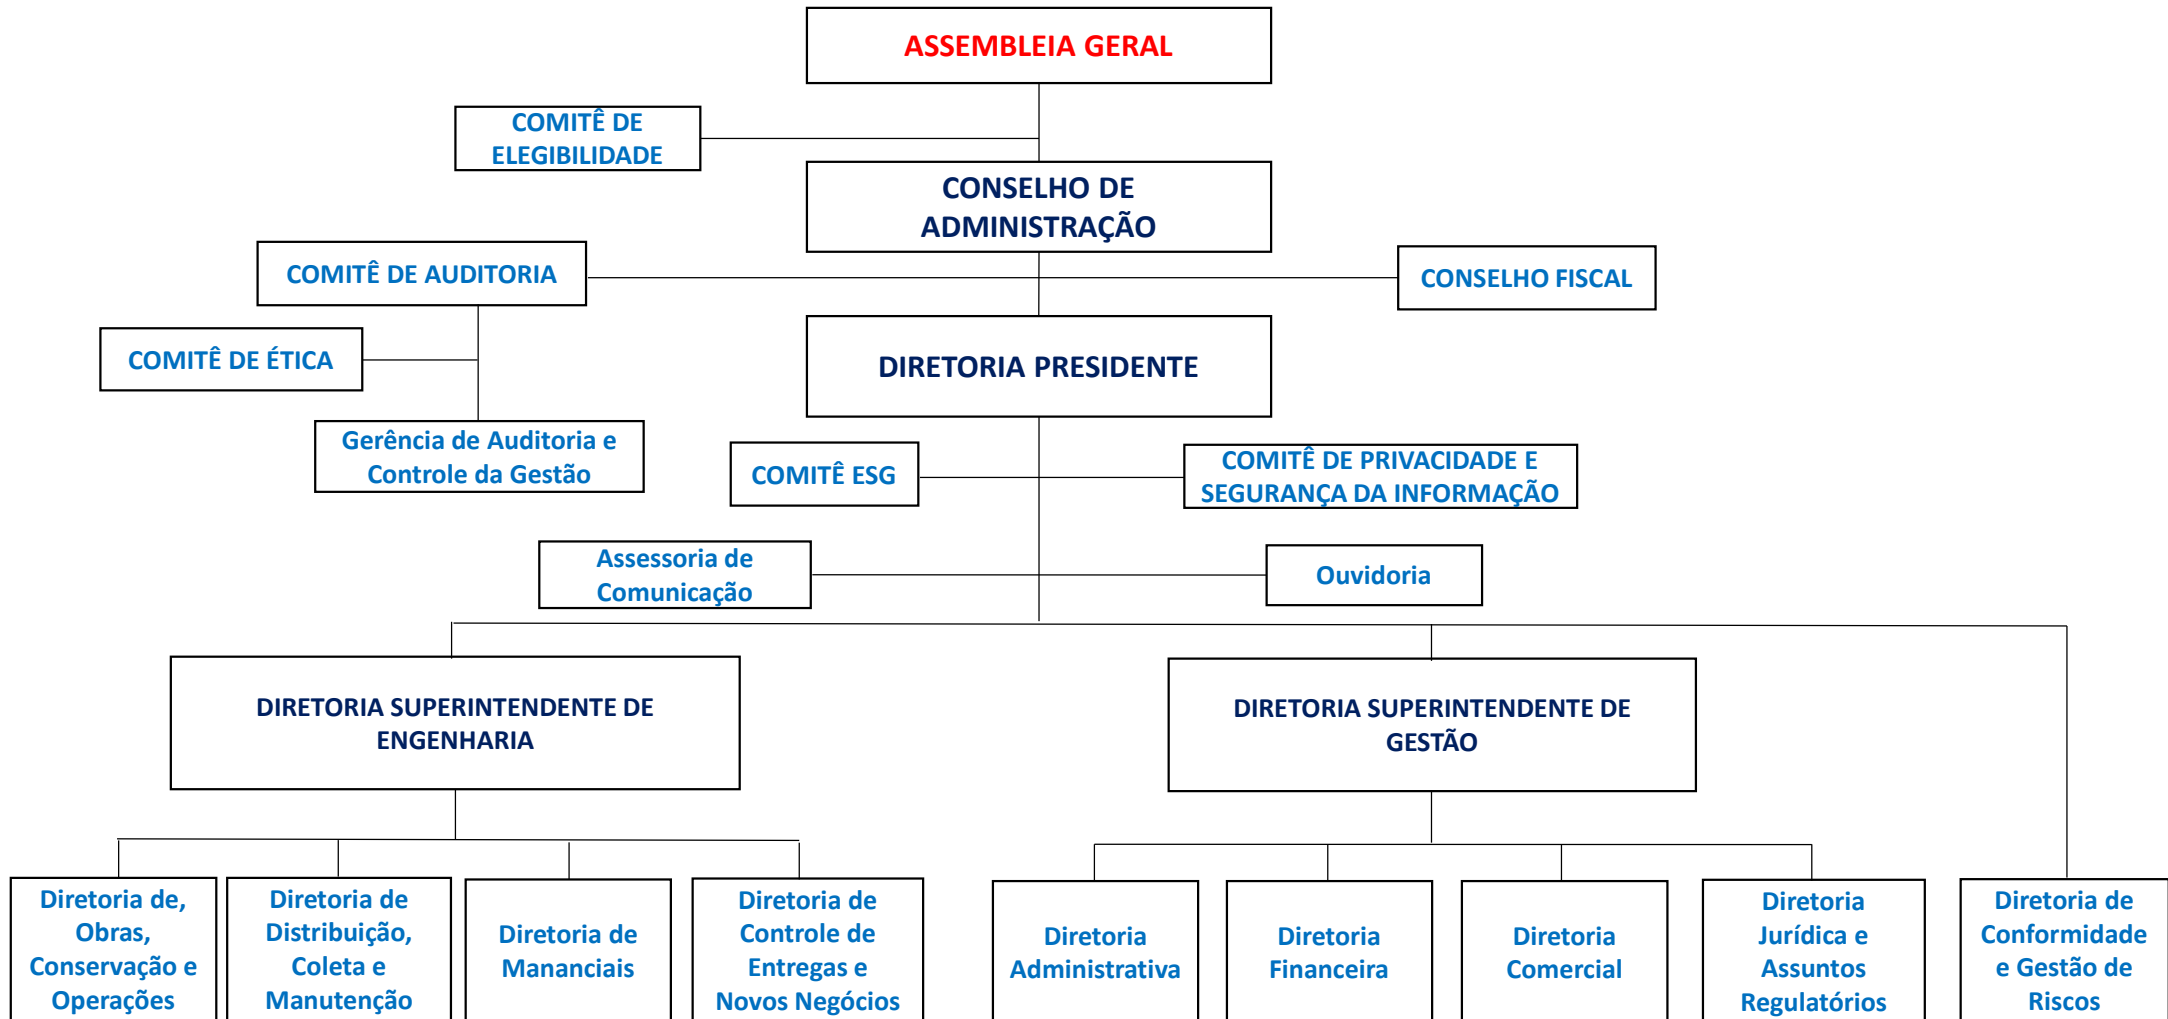 ASSEMBLEIA GERAL
COMITÊ DE
ELEGIBILIDADE
CONSELHO DE
ADMINISTRAÇÃO
COMITÊ DE AUDITORIA
CONSELHO FISCAL
COMITÊ DE ÉTICA
DIRETORIA PRESIDENTE
Gerência de Auditoria e
Controle da Gestão
COMITÊ ESG
COMITÊ DE PRIVACIDADE E
SEGURANÇA DA INFORMAÇÃO
Assessoria de
Comunicação
Ouvidoria
DIRETORIA SUPERINTENDENTE DE
ENGENHARIA
DIRETORIA SUPERINTENDENTE DE
GESTÃO
Diretoria de,
Obras,
Conservação e
Operações
Diretoria de
Distribuição,
Coleta e
Manutenção
Diretoria de
Mananciais
Diretoria de
Controle de
Entregas e
Novos Negócios
Diretoria
Administrativa
Diretoria
Financeira
Diretoria
Comercial
Diretoria
Jurídica e
Assuntos
Regulatórios
Diretoria de
Conformidade
e Gestão de
Riscos